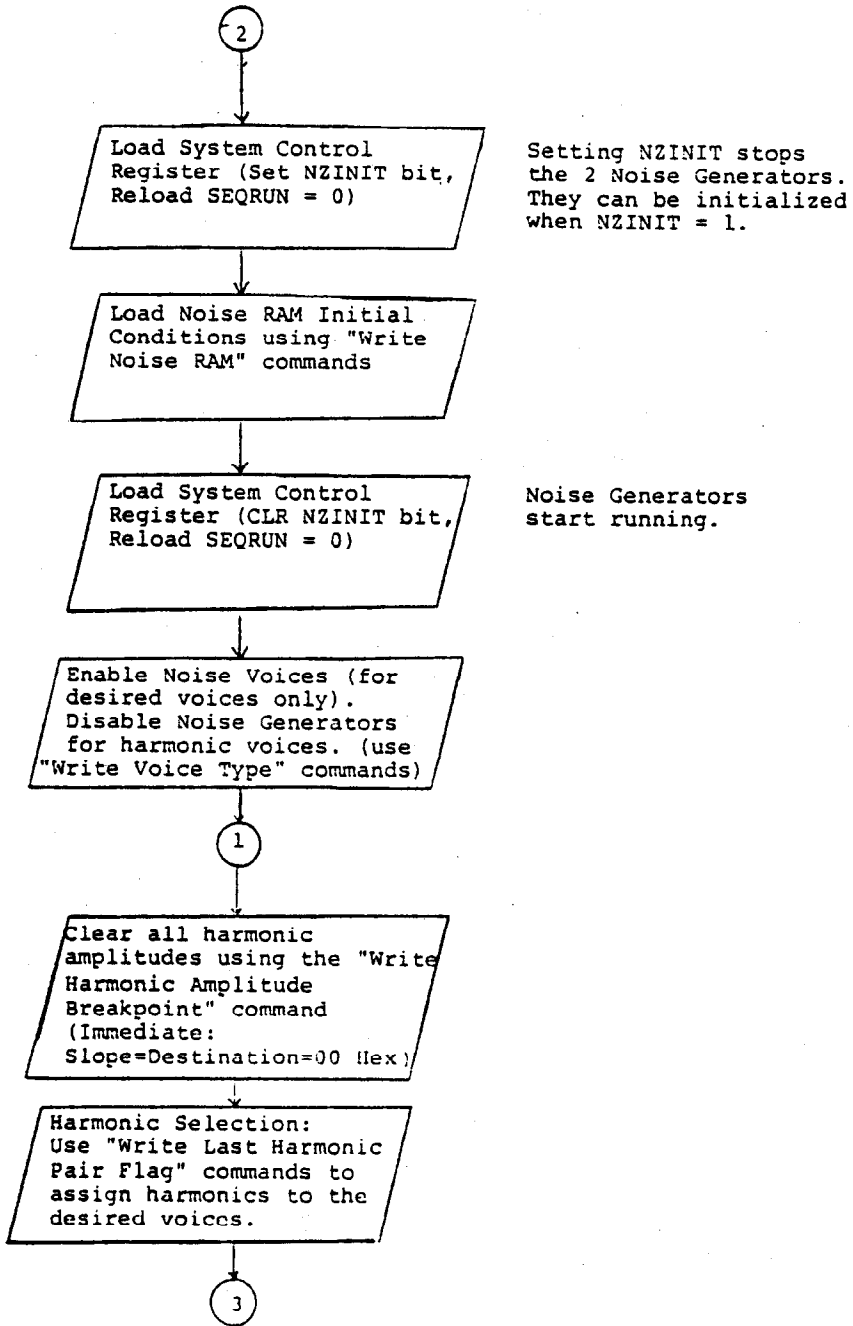 2
Load System Control
Register (Set NZINIT bit,
Reload SEQRUN = 0)
Setting NZINIT stops
the 2 Noise Generators.
They can be initialized
when NZINIT = 1.
Load Noise RAM Initial
Conditions using "Write
Noise RAM" commands
Load System Control
Register (CLR NZINIT bit,
Reload SEQRUN = 0)
Noise Generators
start running.
Enable Noise Voices (for
desired voices only).
Disable Noise Generators
for harmonic voices. (use
"Write Voice Type" commands)
1
Clear all harmonic
amplitudes using the "Write
Harmonic Amplitude
Breakpoint" command
(Immediate:
Slope=Destination=00 Hex)
Harmonic Selection:
Use "Write Last Harmonic
Pair Flag" commands to
assign harmonics to the
desired voices.
3